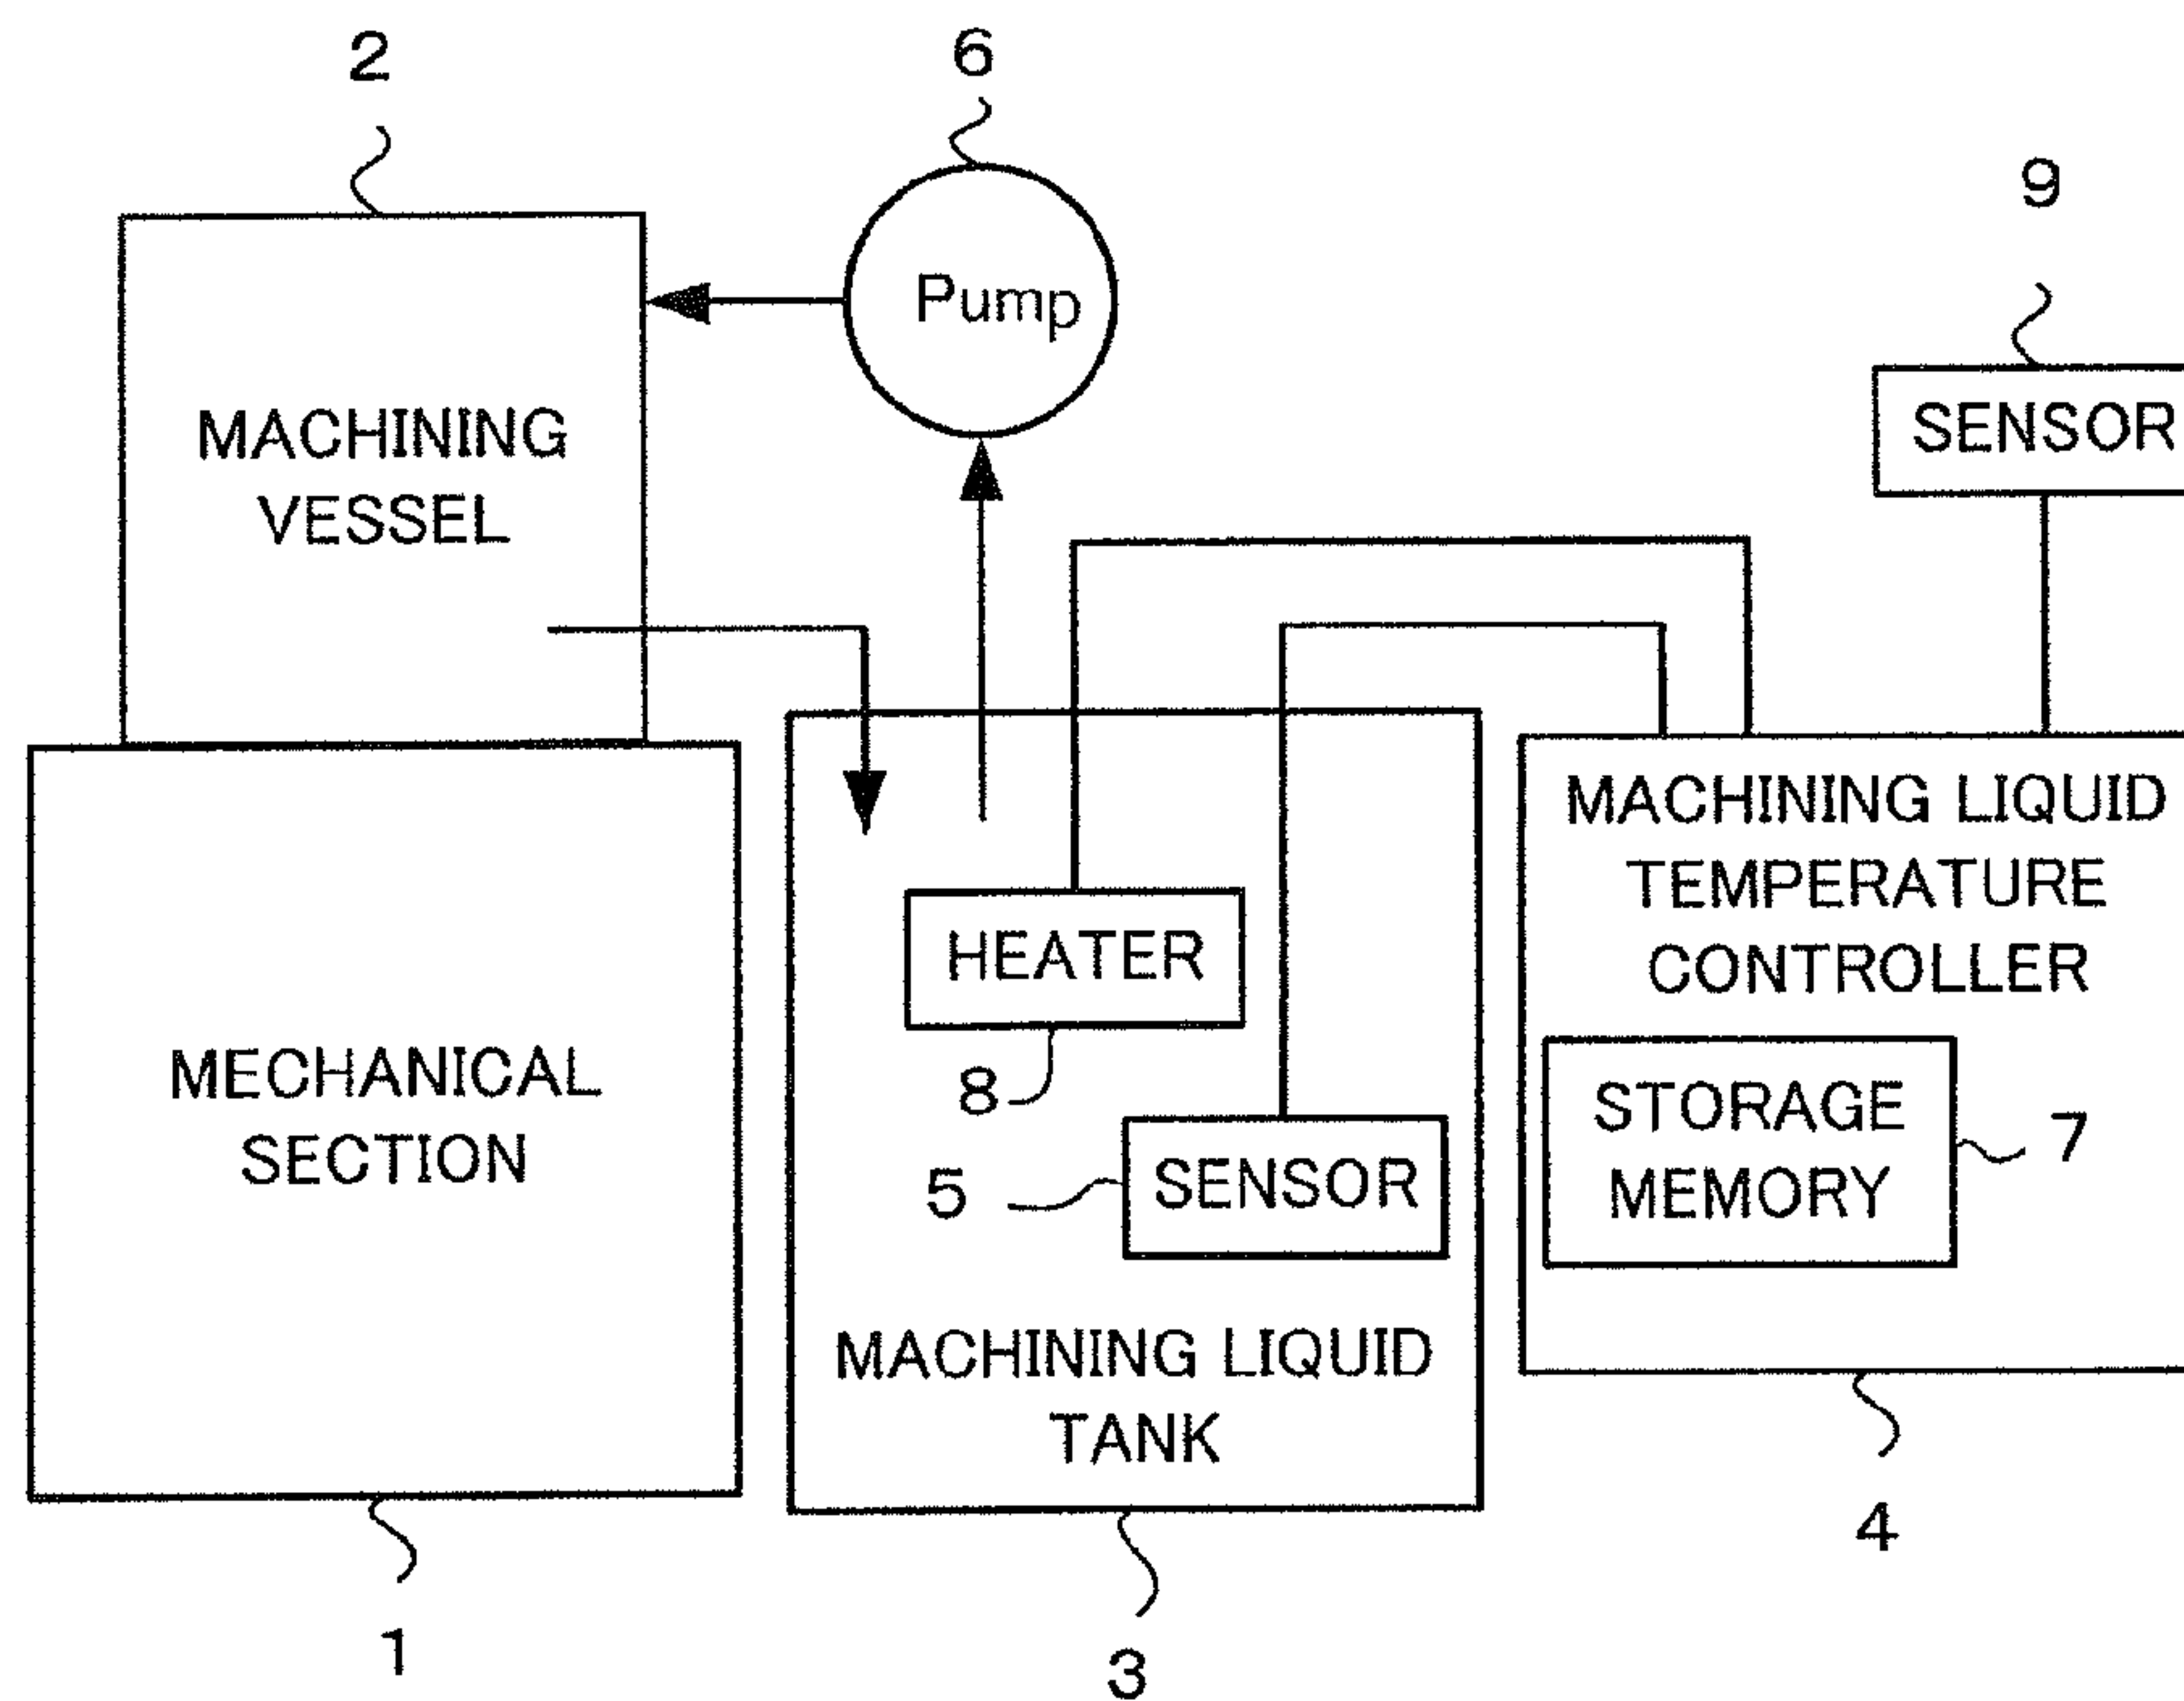 2
6
9
Pump
MACHINING
VESSEL
SENSOR
MACHINING LIQUID
TEMPERATURE
CONTROLLER
HEATER
8
MECHANICAL
SECTION
STORAGE
MEMORY
7
5
SENSOR
MACHINING LIQUID
TANK
4
1
3